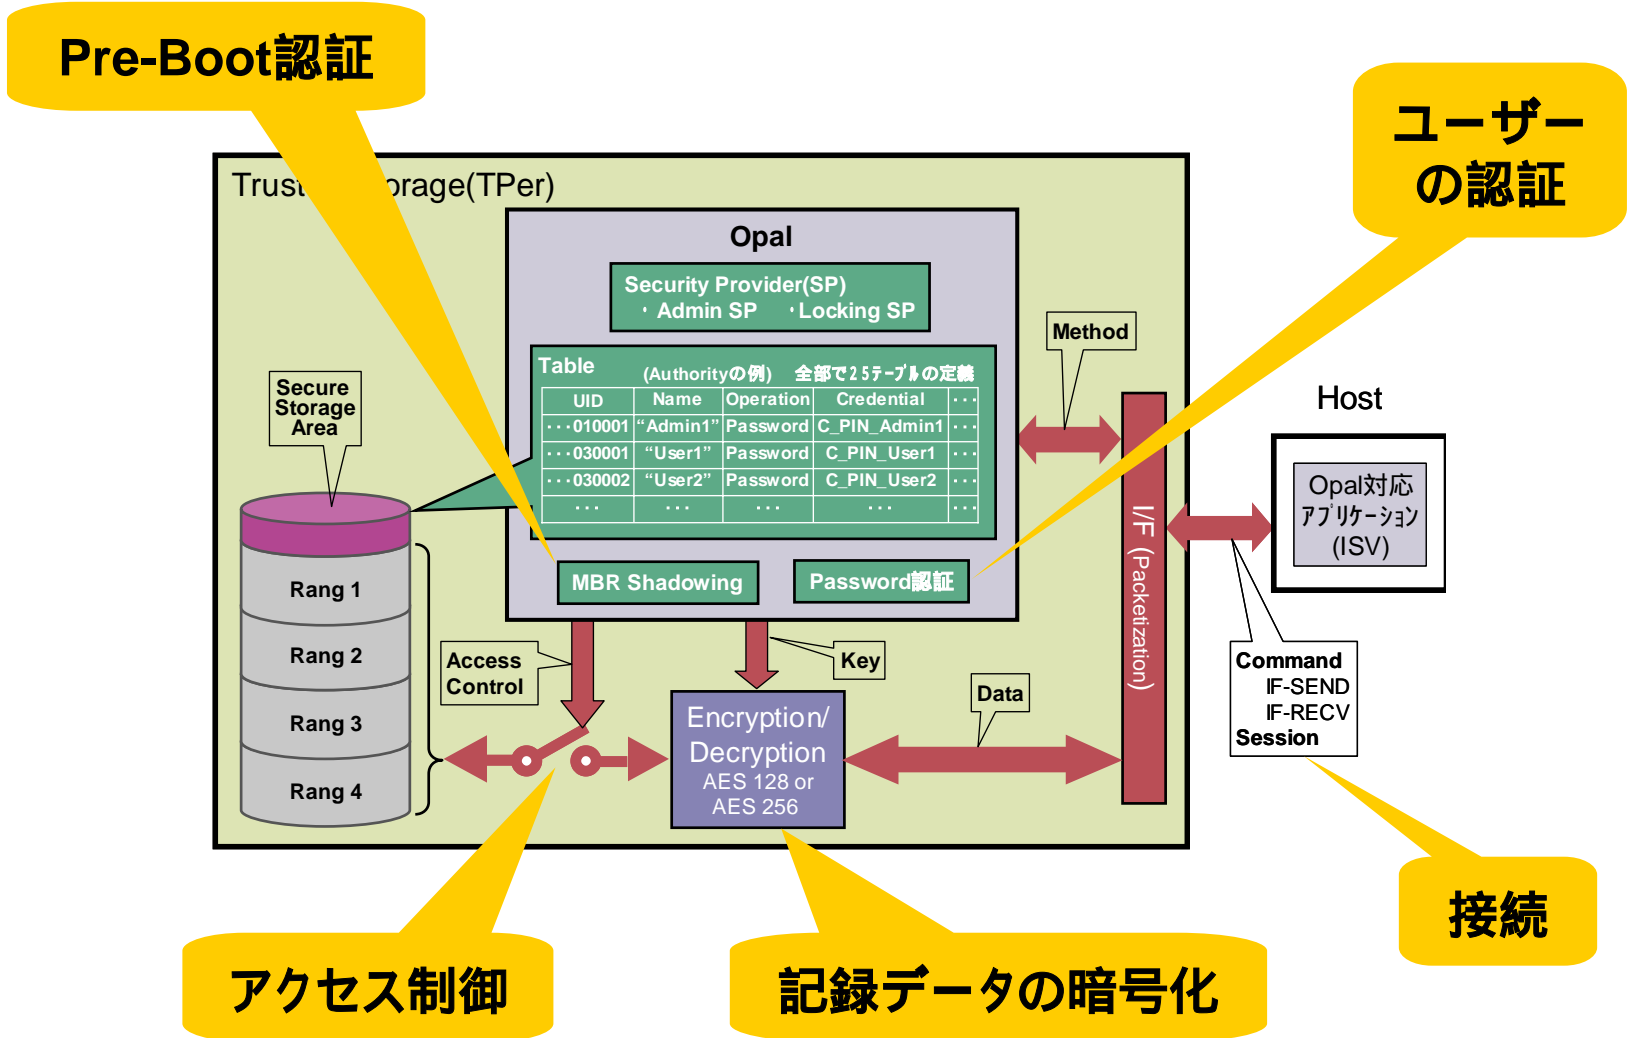 Pre-Boot認証
ユーザー
の認証
Trust orage(TPer)
Opal
Security Provider(SP)
・ Admin SP ・Locking SP
Method
Table (Authorityの例) 全部で25テーブルの定義
UID Name Operation Credential ・・・
・・・010001 “Admin1” Password C_PIN_Admin1 ・・・
・・・030001 “User1” Password C_PIN_User1 ・・・
・・・030002 “User2” Password C_PIN_User2 ・・・
・・・ ・・・ ・・・ ・・・ ・・・
Secure
Storage
Area
Host
Opal対応
アプリケーション
(ISV)
I/F (Packetization)
MBR Shadowing
Password認証
Rang 1
Rang 2
Rang 3
Rang 4
Access
Control
Key
Data
Command
IF-SEND
IF-RECV
Session
Encryption/
Decryption
AES 128 or
AES 256
接続
アクセス制御
記録データの暗号化